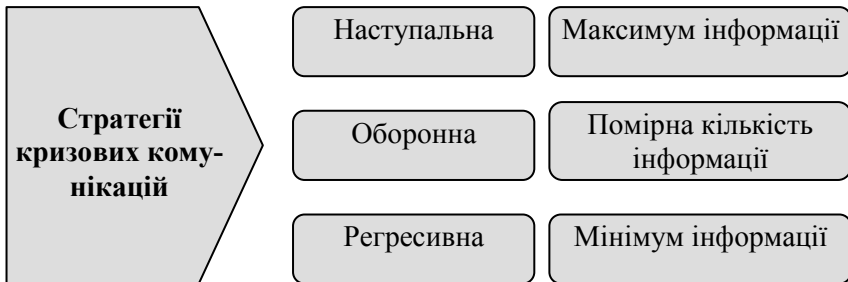 Стратегії
кризових кому-
нікацій
Наступальна
Максимум інформації
Оборонна
Помірна кількість
інформації
Регресивна
Мінімум інформації